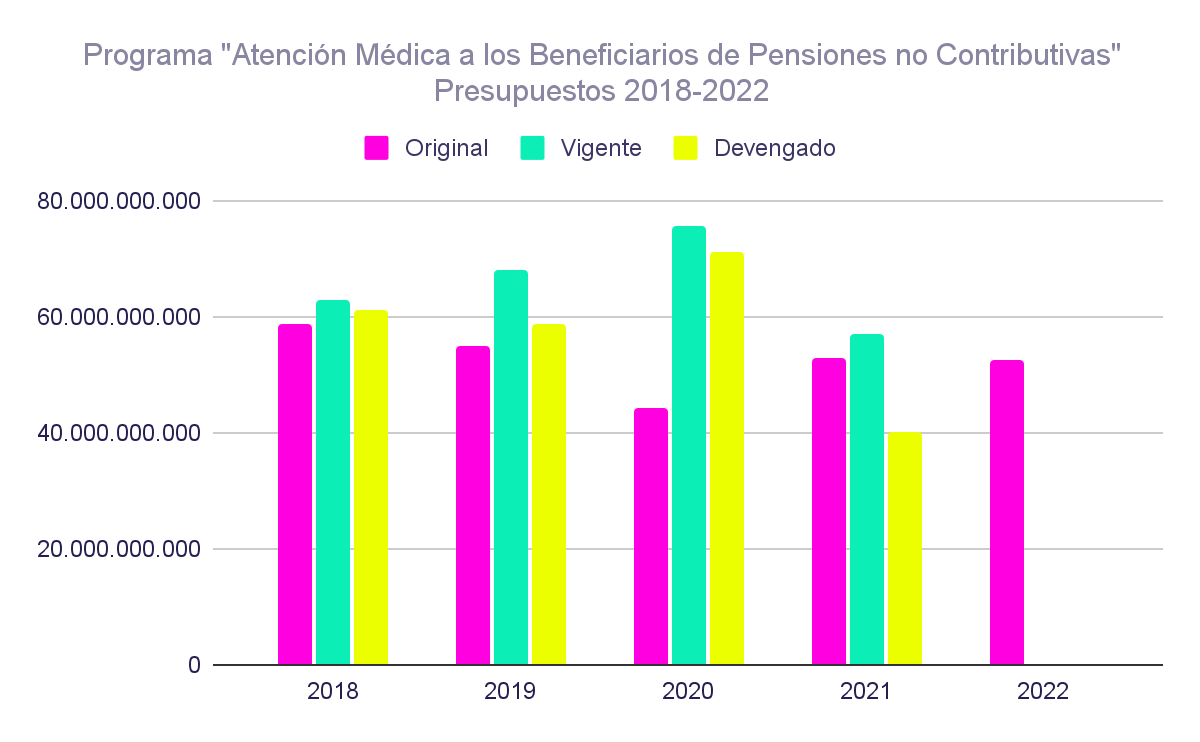 Programa "Atención Médica a los Beneficiarios de Pensiones no Contributivas"
Presupuestos 2018-2022
Original Vigente Devengado
80.000.000.000
60.000.000.000
40.000.000.000
20.000.000.000
0
2018 2019 2020 2021 2022